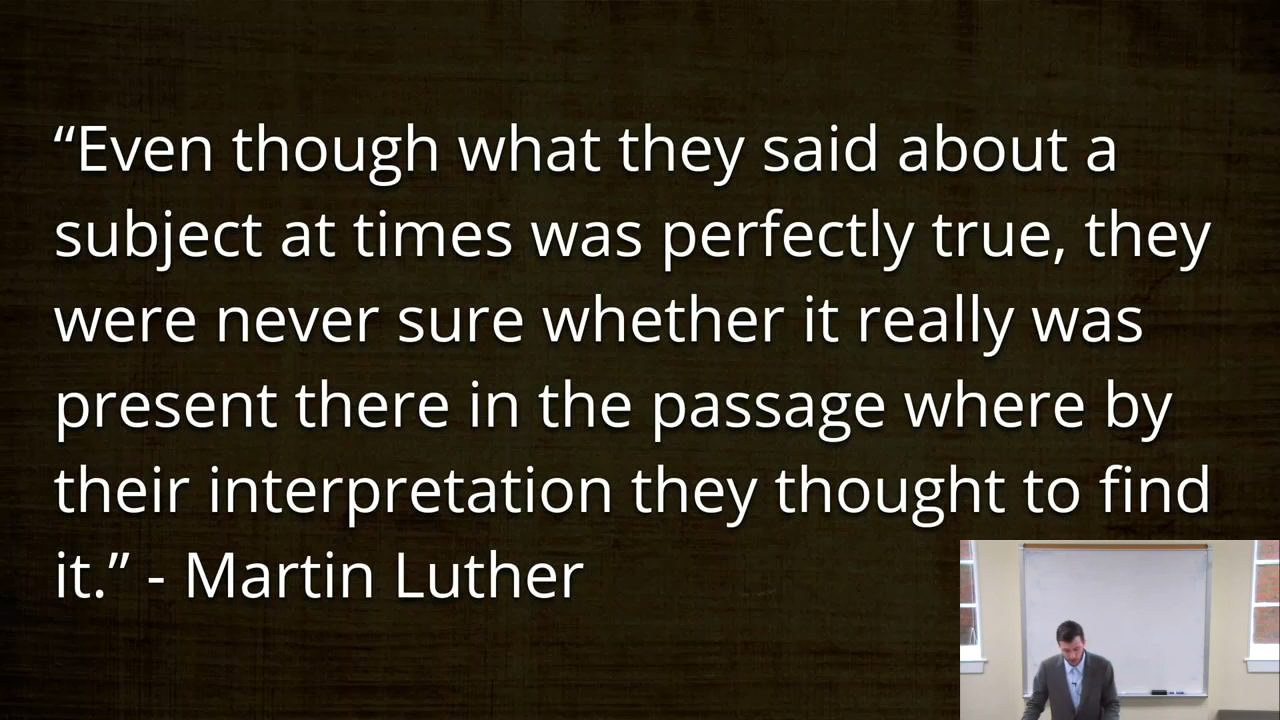 “Even though what they said about a
subject at times was perfectly true, they
were never sure whether it really was
present there in the passage where by
their interpretation they thought to find
it.” - Martin Luther